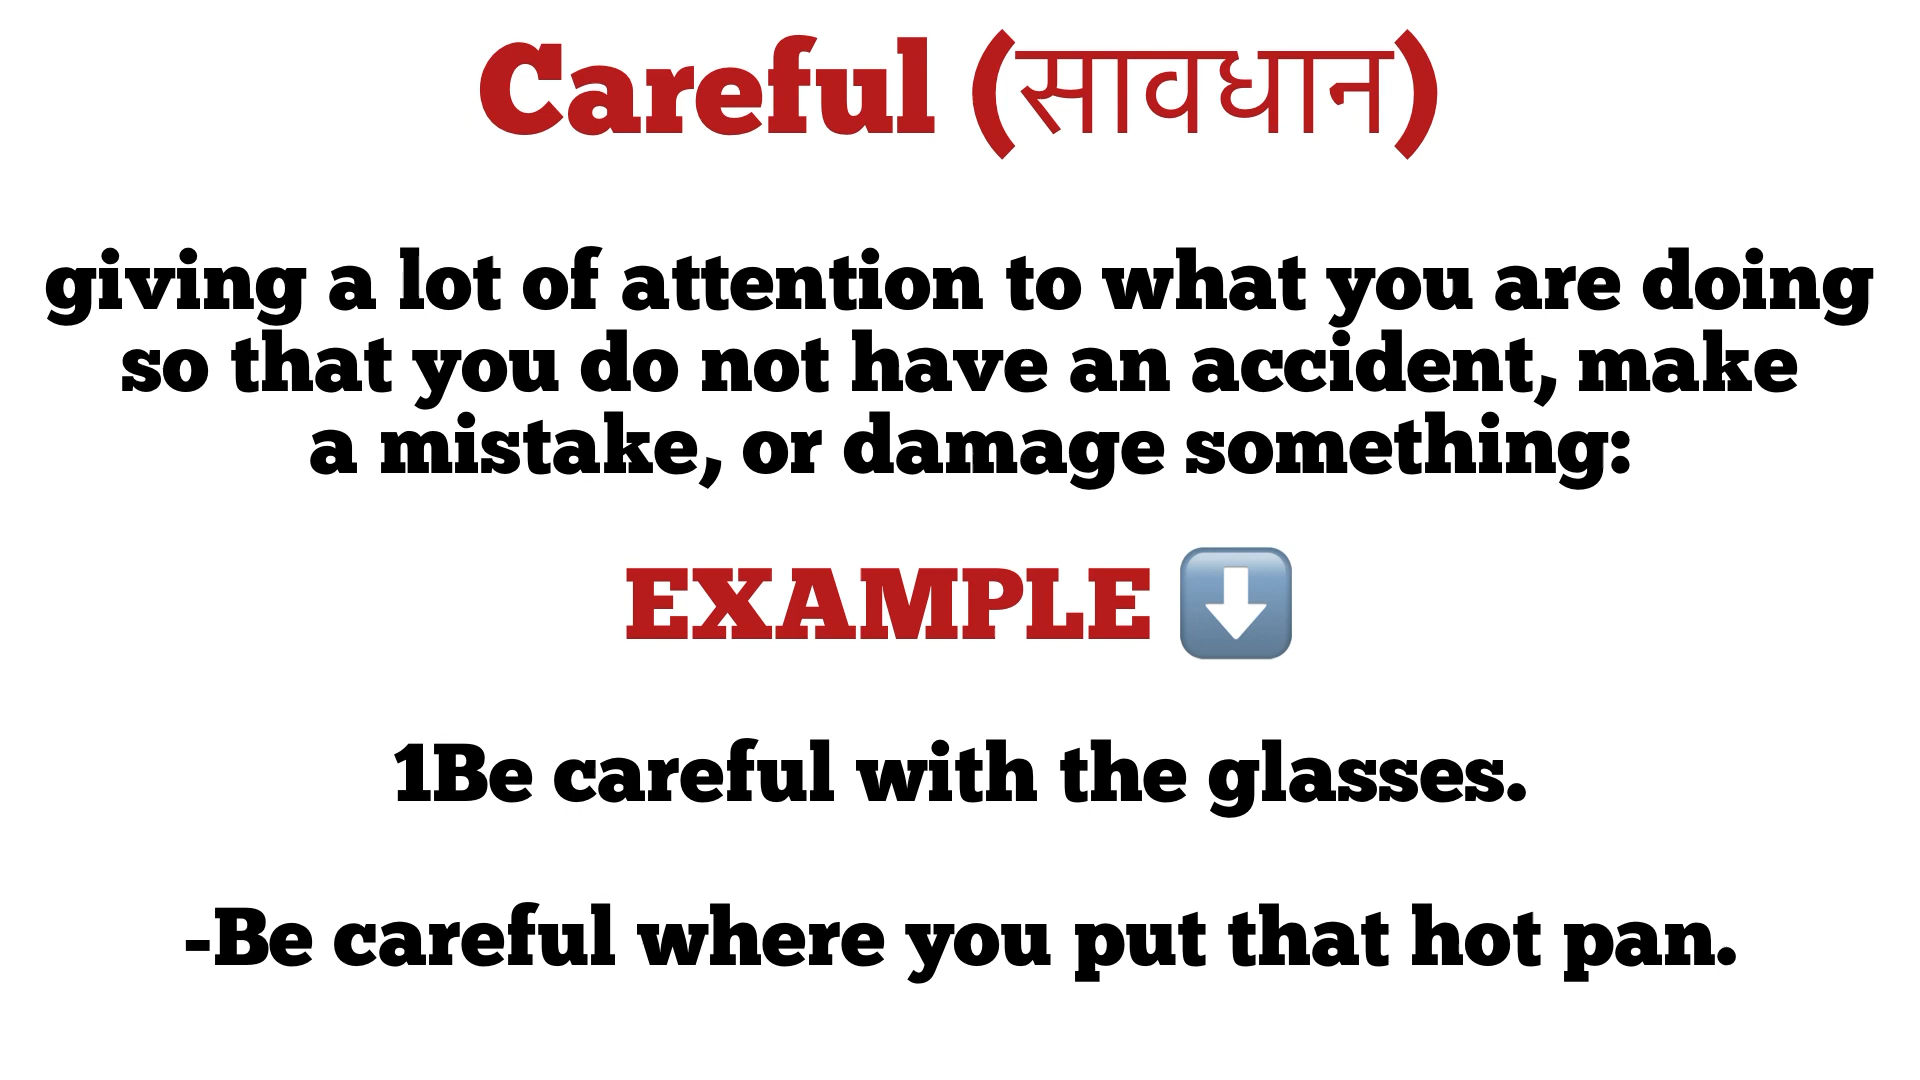 Careful (सावधान)
giving a lot of attention to what you are doing
so that you do not have an accident, make
a mistake, or damage something:
EXAMPLE ⬇️
1Be careful with the glasses.
-Be careful where you put that hot pan.